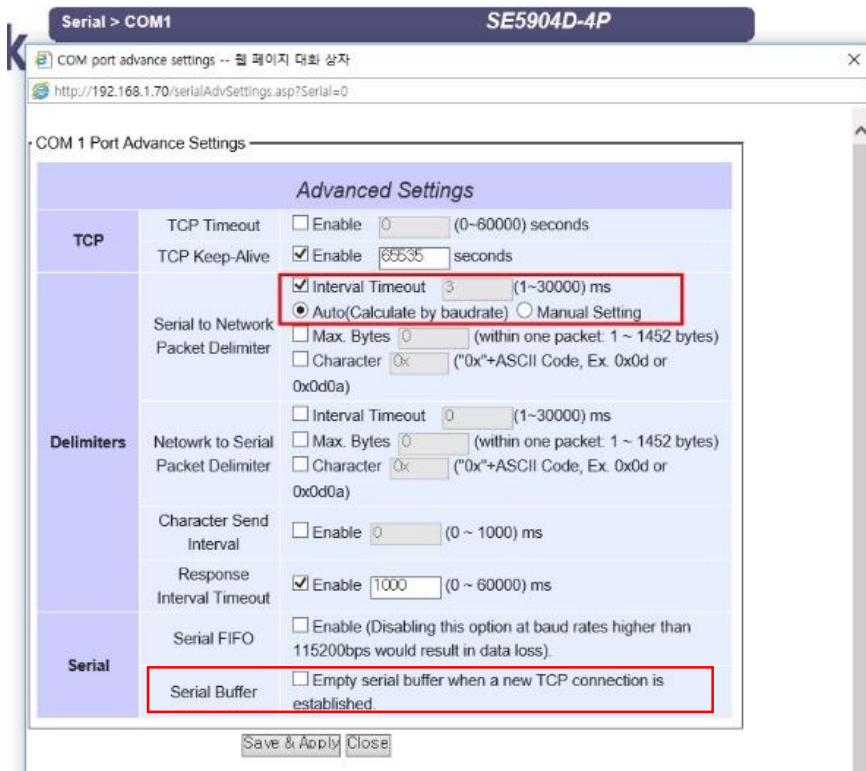 Serial > COM1
SE5904D-4P
k
COM port advance settings -- 웹 페이지 대화 상자
http://192.168.1.70/serialAdvSettings.asp?Serial=0
COM 1 Port Advance Settings
Advanced Settings
TCP
TCP Timeout
Enable 0 (0~60000) seconds
TCP Keep-Alive
Enable 65535 seconds
Delimiters
Serial to Network
Packet Delimiter
Interval Timeout 3 (1~30000) ms
Auto(Calculate by baudrate) Manual Setting
Max. Bytes 0 (within one packet: 1 ~ 1452 bytes)
Character 0x ("0x"+ASCII Code, Ex. 0x0d or
0x0d0a)
Netowrk to Serial
Packet Delimiter
Interval Timeout 0 (1~30000) ms
Max. Bytes 0 (within one packet: 1 ~ 1452 bytes)
Character 0x ("0x"+ASCII Code, Ex. 0x0d or
0x0d0a)
Character Send
Interval
Enable 0 (0 ~ 1000) ms
Response
Interval Timeout
Enable 1000 (0 ~ 60000) ms
Serial
Serial FIFO
Enable (Disabling this option at baud rates higher than
115200bps would result in data loss).
Serial Buffer
Empty serial buffer when a new TCP connection is
established.
Save & Apply Close